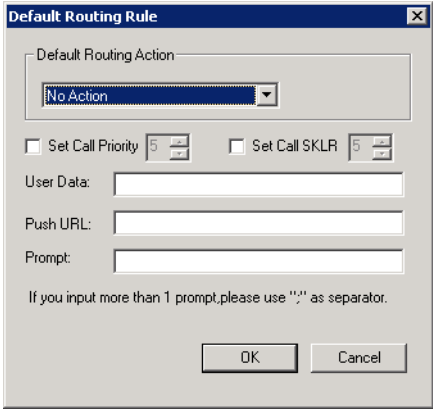 Default Routing Rule
Default Routing Action
No Action
Set Call Priority 5 Set Call SKLR 5
User Data:
Push URL:
Prompt:
If you input more than 1 prompt,please use ";" as separator.
OK Cancel